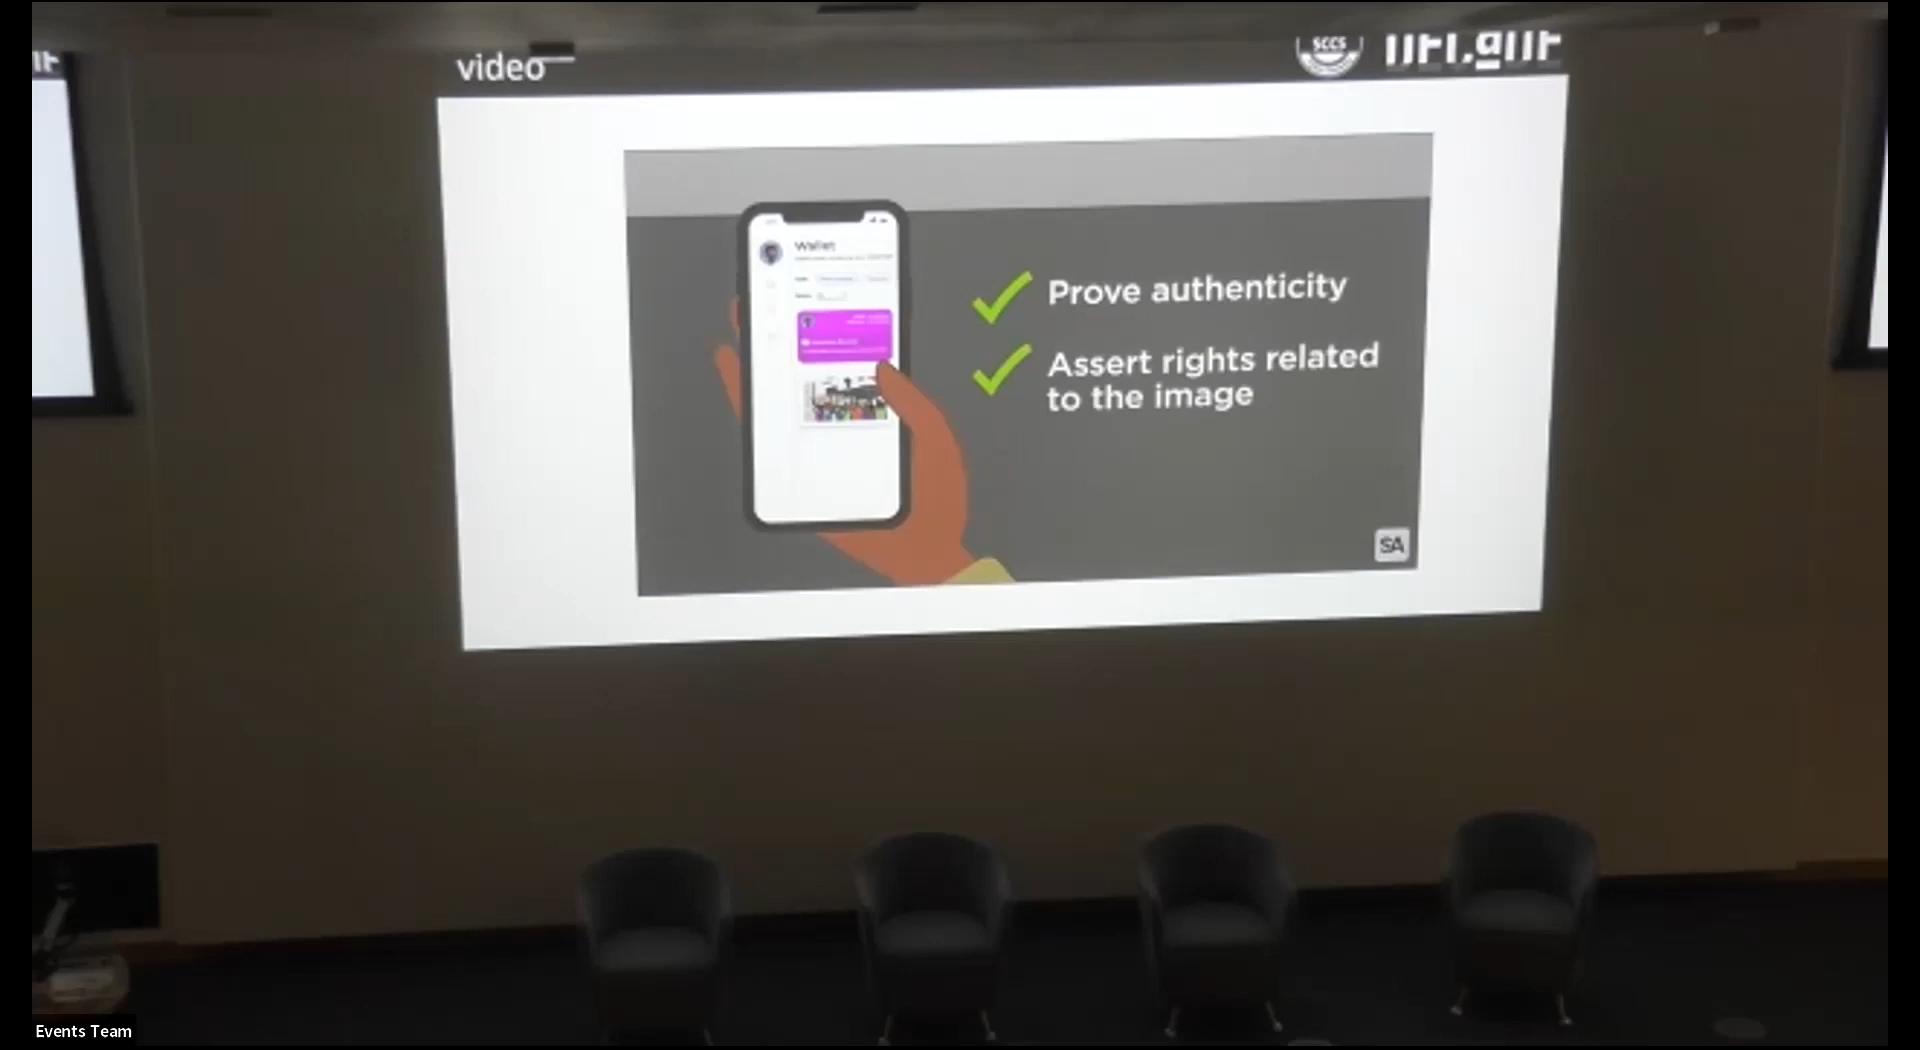 video
SCCS
Wallet
Prove authenticity
Assert rights related
to the image
SA
Events Team